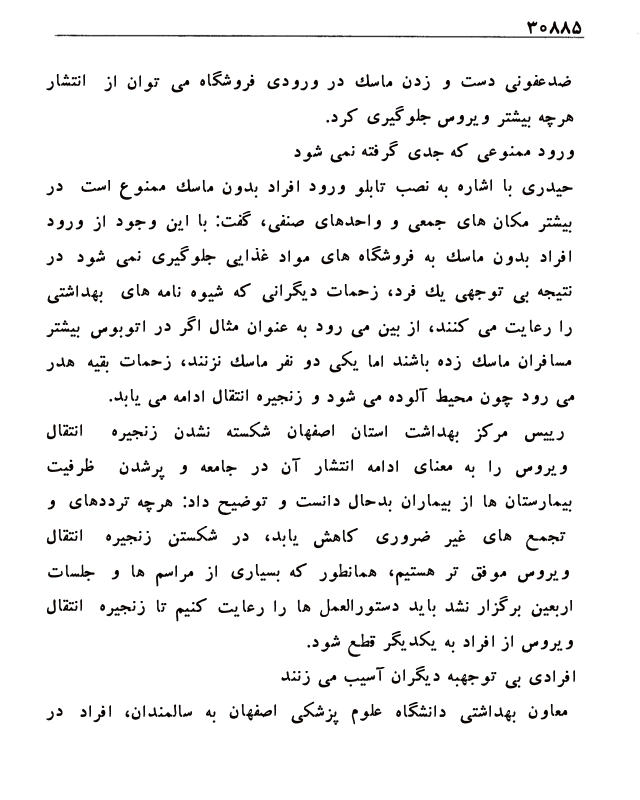 ۳۰۸۸۵
ضدعفونی دست و زدن ماسك در ورودی فروشگاه می توان از انتشار
هرچه بیشتر ویروس جلوگیری کرد.
ورود ممنوعی که جدی گرفته نمی شود
حیدری با اشاره به نصب تابلو ورود افراد بدون ماسك ممنوع است در
بیشتر مکان های جمعی و واحدهای صنفی، گفت: با این وجود از ورود
افراد بدون ماسك به فروشگاه های مواد غذایی جلوگیری نمی شود در
نتیجه بی توجهی یك فرد، زحمات دیگرانی که شیوه نامه های بهداشتی
را رعایت می کنند، از بین می رود به عنوان مثال اگر در اتوبوس بیشتر
مسافران ماسك زده باشند اما یکی دو نفر ماسك نزنند، زحمات بقیه هدر
می رود چون محیط آلوده می شود و زنجیره انتقال ادامه می یابد.
رییس مرکز بهداشت استان اصفهان شکسته نشدن زنجیره انتقال
ویروس را به معنای ادامه انتشار آن در جامعه و پرشدن ظرفیت
بیمارستان ها از بیماران بدحال دانست و توضیح داد: هرچه ترددهای و
تجمع های غیر ضروری کاهش یابد، در شکستن زنجیره انتقال
ویروس موفق تر هستیم، همانطور که بسیاری از مراسم ها و جلسات
اربعین برگزار نشد باید دستورالعمل ها را رعایت کنیم تا زنجیره انتقال
ویروس از افراد به یکدیگر قطع شود.
افرادی بی توجهبه دیگران آسیب می زنند
معاون بهداشتی دانشگاه علوم پزشکی اصفهان به سالمندان، افراد در